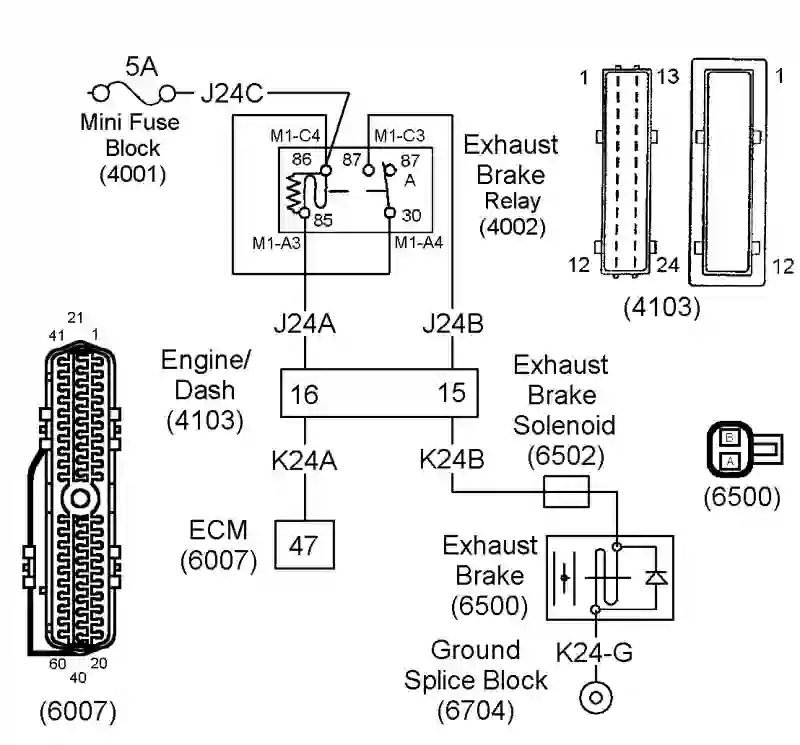 5A
J24C
Mini Fuse
Block
(4001)
M1-C4
M1-C3
86
87
87
A
85
30
M1-A3
M1-A4
Exhaust
Brake
Relay
(4002)
1
13
12
24
1
12
(4103)
J24A
J24B
21
41
1
Engine/
Dash
(4103)
16
15
Exhaust
Brake
Solenoid
(6502)
K24A
K24B
B
A
(6500)
ECM
(6007)
47
Exhaust
Brake
(6500)
Ground
Splice Block
(6704)
K24-G
60
20
40
(6007)